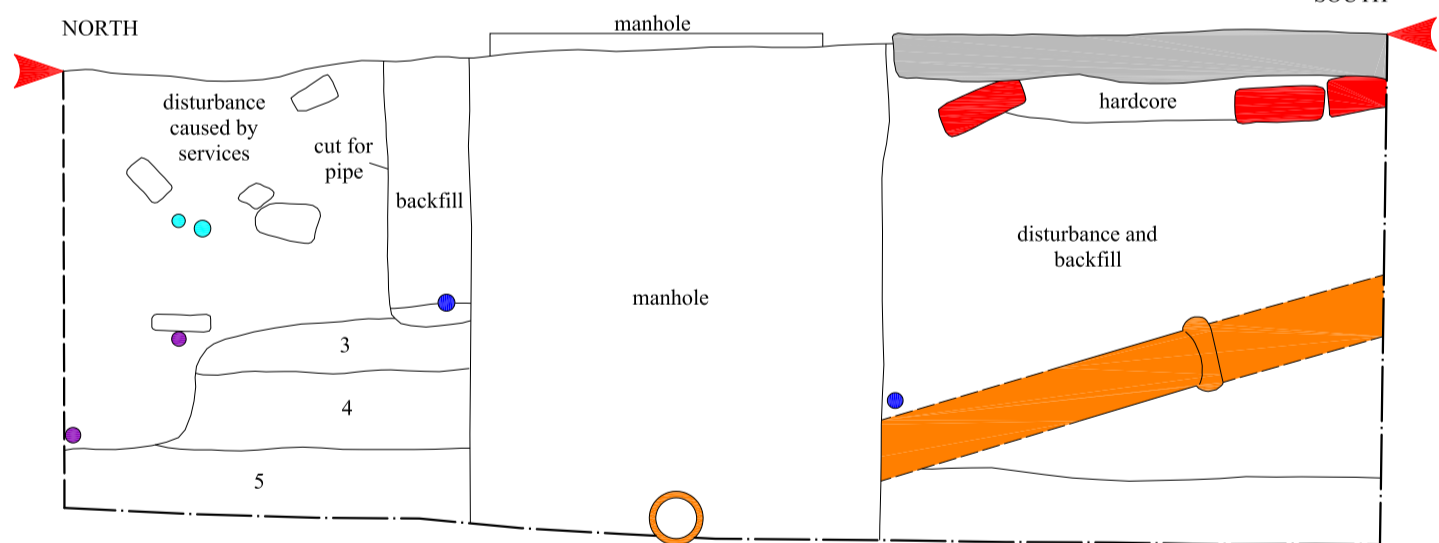 NORTH
manhole
disturbance
caused by
services
cut for
pipe
backfill
hardcore
disturbance and
backfill
manhole
3
4
5